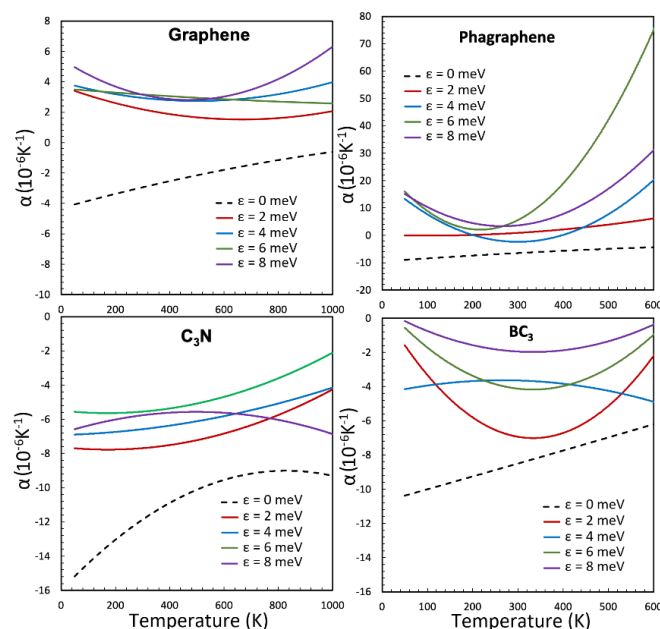 Graphene
α (10⁻⁶K⁻¹)
8
6
4
2
0
-2
-4
-6
-8
-10
ε = 0 meV
ε = 2 meV
ε = 4 meV
ε = 6 meV
ε = 8 meV
0 200 400 600 800 1000
Phagraphene
α (10⁻⁶K⁻¹)
80
70
60
50
40
30
20
10
0
-10
-20
ε = 0 meV
ε = 2 meV
ε = 4 meV
ε = 6 meV
ε = 8 meV
0 100 200 300 400 500 600
C₃N
α (10⁻⁶K⁻¹)
0
-2
-4
-6
-8
-10
-12
-14
-16
ε = 0 meV
ε = 2 meV
ε = 4 meV
ε = 6 meV
ε = 8 meV
0 200 400 600 800 1000
Temperature (K)
BC₃
α (10⁻⁶K⁻¹)
0
-2
-4
-6
-8
-10
-12
-14
-16
ε = 0 meV
ε = 2 meV
ε = 4 meV
ε = 6 meV
ε = 8 meV
0 100 200 300 400 500 600
Temperature (K)